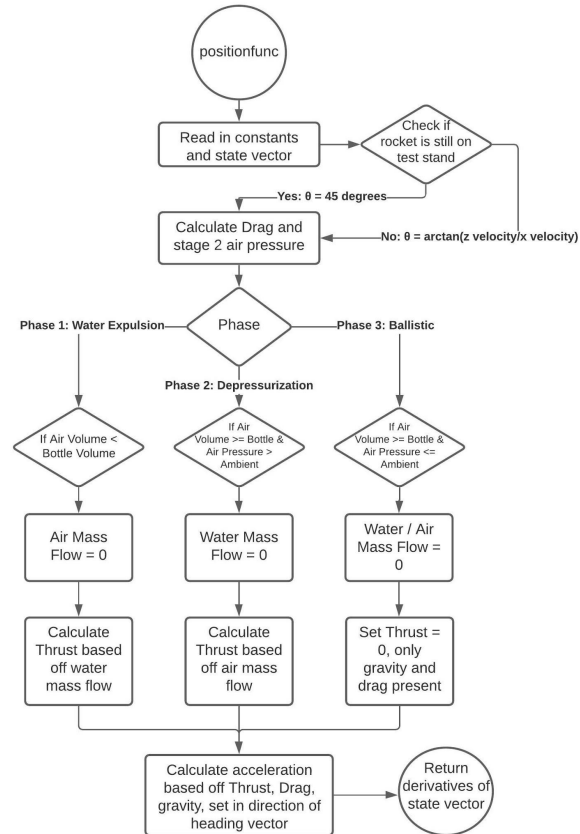 positionfunc
Read in constants
and state vector
Check if
rocket is still on
test stand
Yes: θ = 45 degrees
No: θ = arctan(z velocity/x velocity)
Calculate Drag and
stage 2 air pressure
Phase
Phase 1: Water Expulsion
Phase 2: Depressurization
Phase 3: Ballistic
If Air Volume <
Bottle Volume
If Air
Volume >= Bottle &
Air Pressure >
Ambient
If Air
Volume >= Bottle &
Air Pressure <=
Ambient
Air Mass
Flow = 0
Water Mass
Flow = 0
Water / Air
Mass Flow =
0
Calculate
Thrust based
off water
mass flow
Calculate
Thrust based
off air mass
flow
Set Thrust =
0, only
gravity and
drag present
Calculate acceleration
based off Thrust, Drag,
gravity, set in direction of
heading vector
Return
derivatives of
state vector